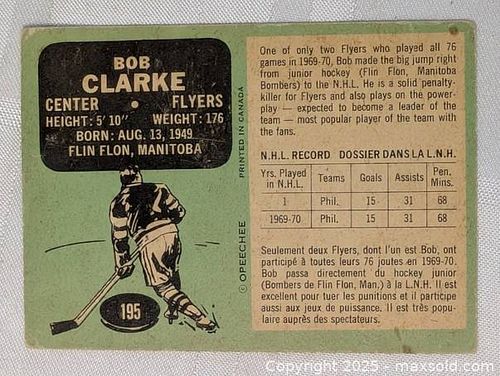 BOB
CLARKE
CENTER • FLYERS
HEIGHT: 5' 10" WEIGHT: 176
BORN: AUG. 13, 1949
FLIN FLON, MANITOBA
195
© OPEECHEE PRINTED IN CANADA
One of only two Flyers who played all 76
games in 1969-70, Bob made the big jump right
from junior hockey (Flin Flon, Manitoba
Bombers) to the N.H.L. He is a solid penalty-
killer for Flyers and also plays on the power-
play — expected to become a leader of the
team — most popular player of the team with
the fans.
N.H.L. RECORD DOSSIER DANS LA L.N.H.
Yrs. Played in N.H.L. Teams Goals Assists Pen. Mins.
1 Phil. 15 31 68
1969-70 Phil. 15 31 68
Seulement deux Flyers, dont l'un est Bob, ont
participé à toutes leurs 76 joutes en 1969-70.
Bob passa directement du hockey junior
(Bombers de Flin Flon, Man.) à la L.N.H. Il est
excellent pour tuer les punitions et il participe
aussi aux jeux de puissance. Il est très popu-
laire auprès des spectateurs.
Copyright © 2025 - maxsold.com